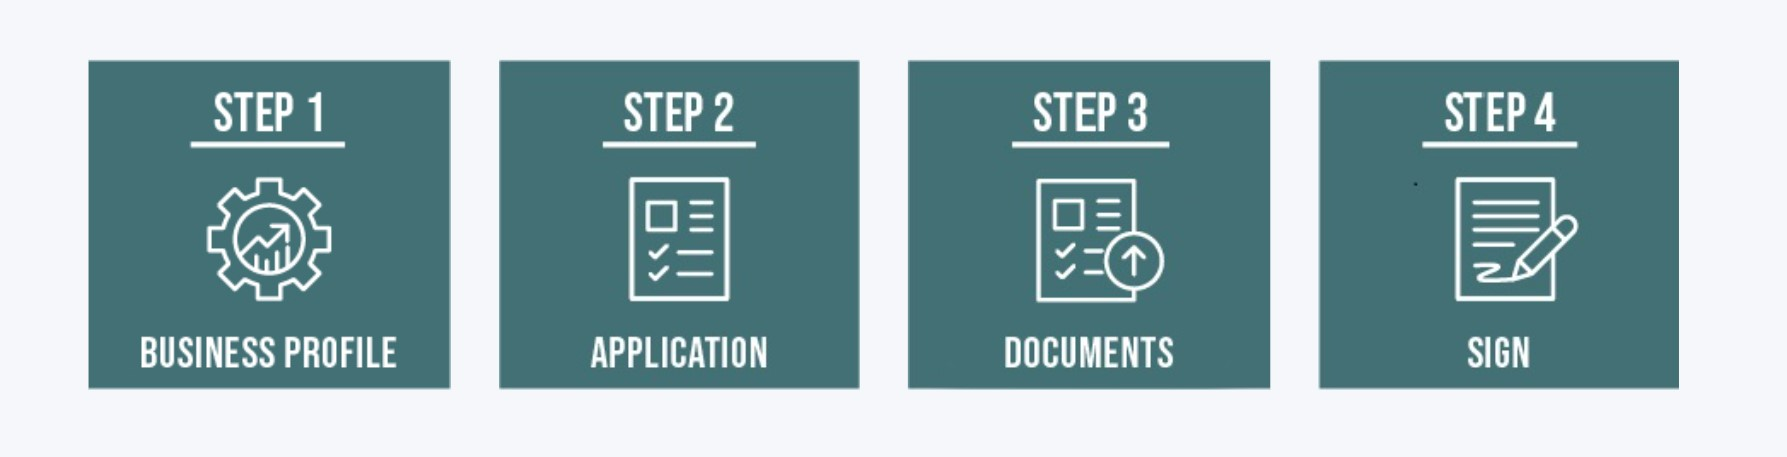 STEP 1
BUSINESS PROFILE
STEP 2
APPLICATION
STEP 3
DOCUMENTS
STEP 4
SIGN